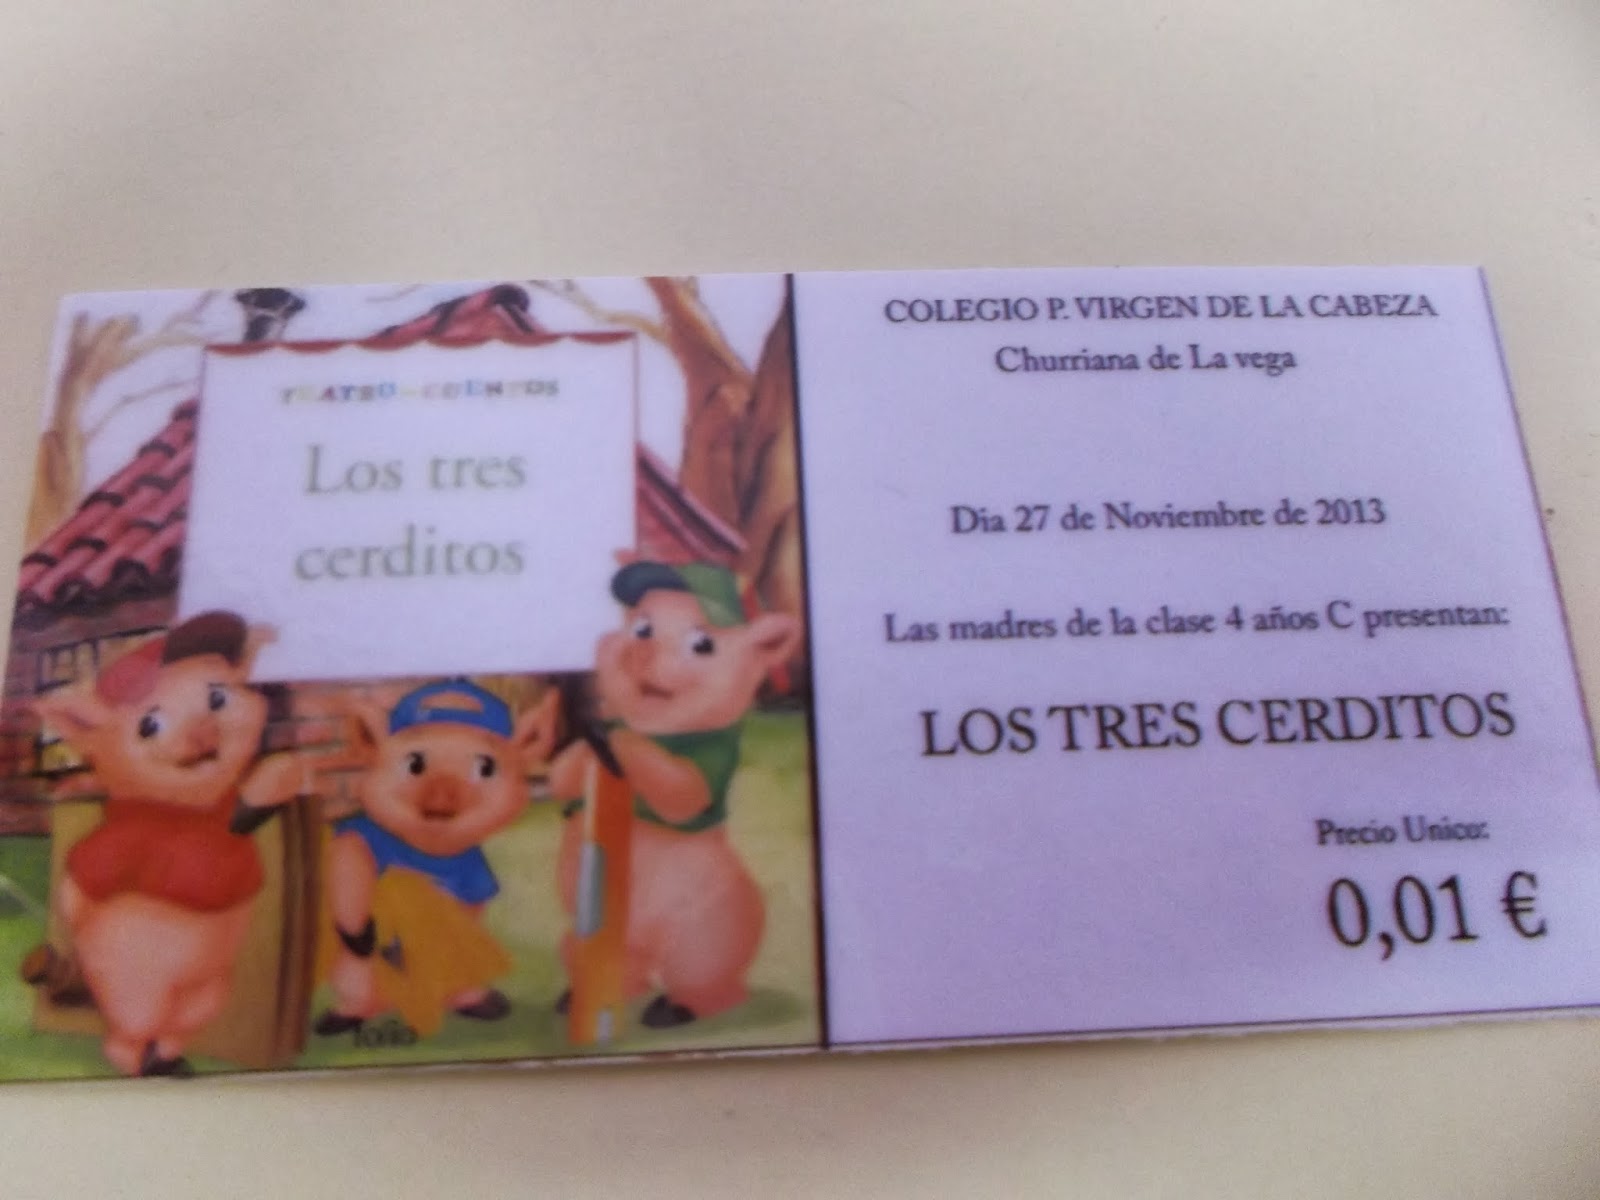 TEATRO-CUENTOS
Los tres
cerditos
folio
COLEGIO P. VIRGEN DE LA CABEZA
Churriana de La vega
Dia 27 de Noviembre de 2013
Las madres de la clase 4 años C presentan:
LOS TRES CERDITOS
Precio Unico:
0,01 €